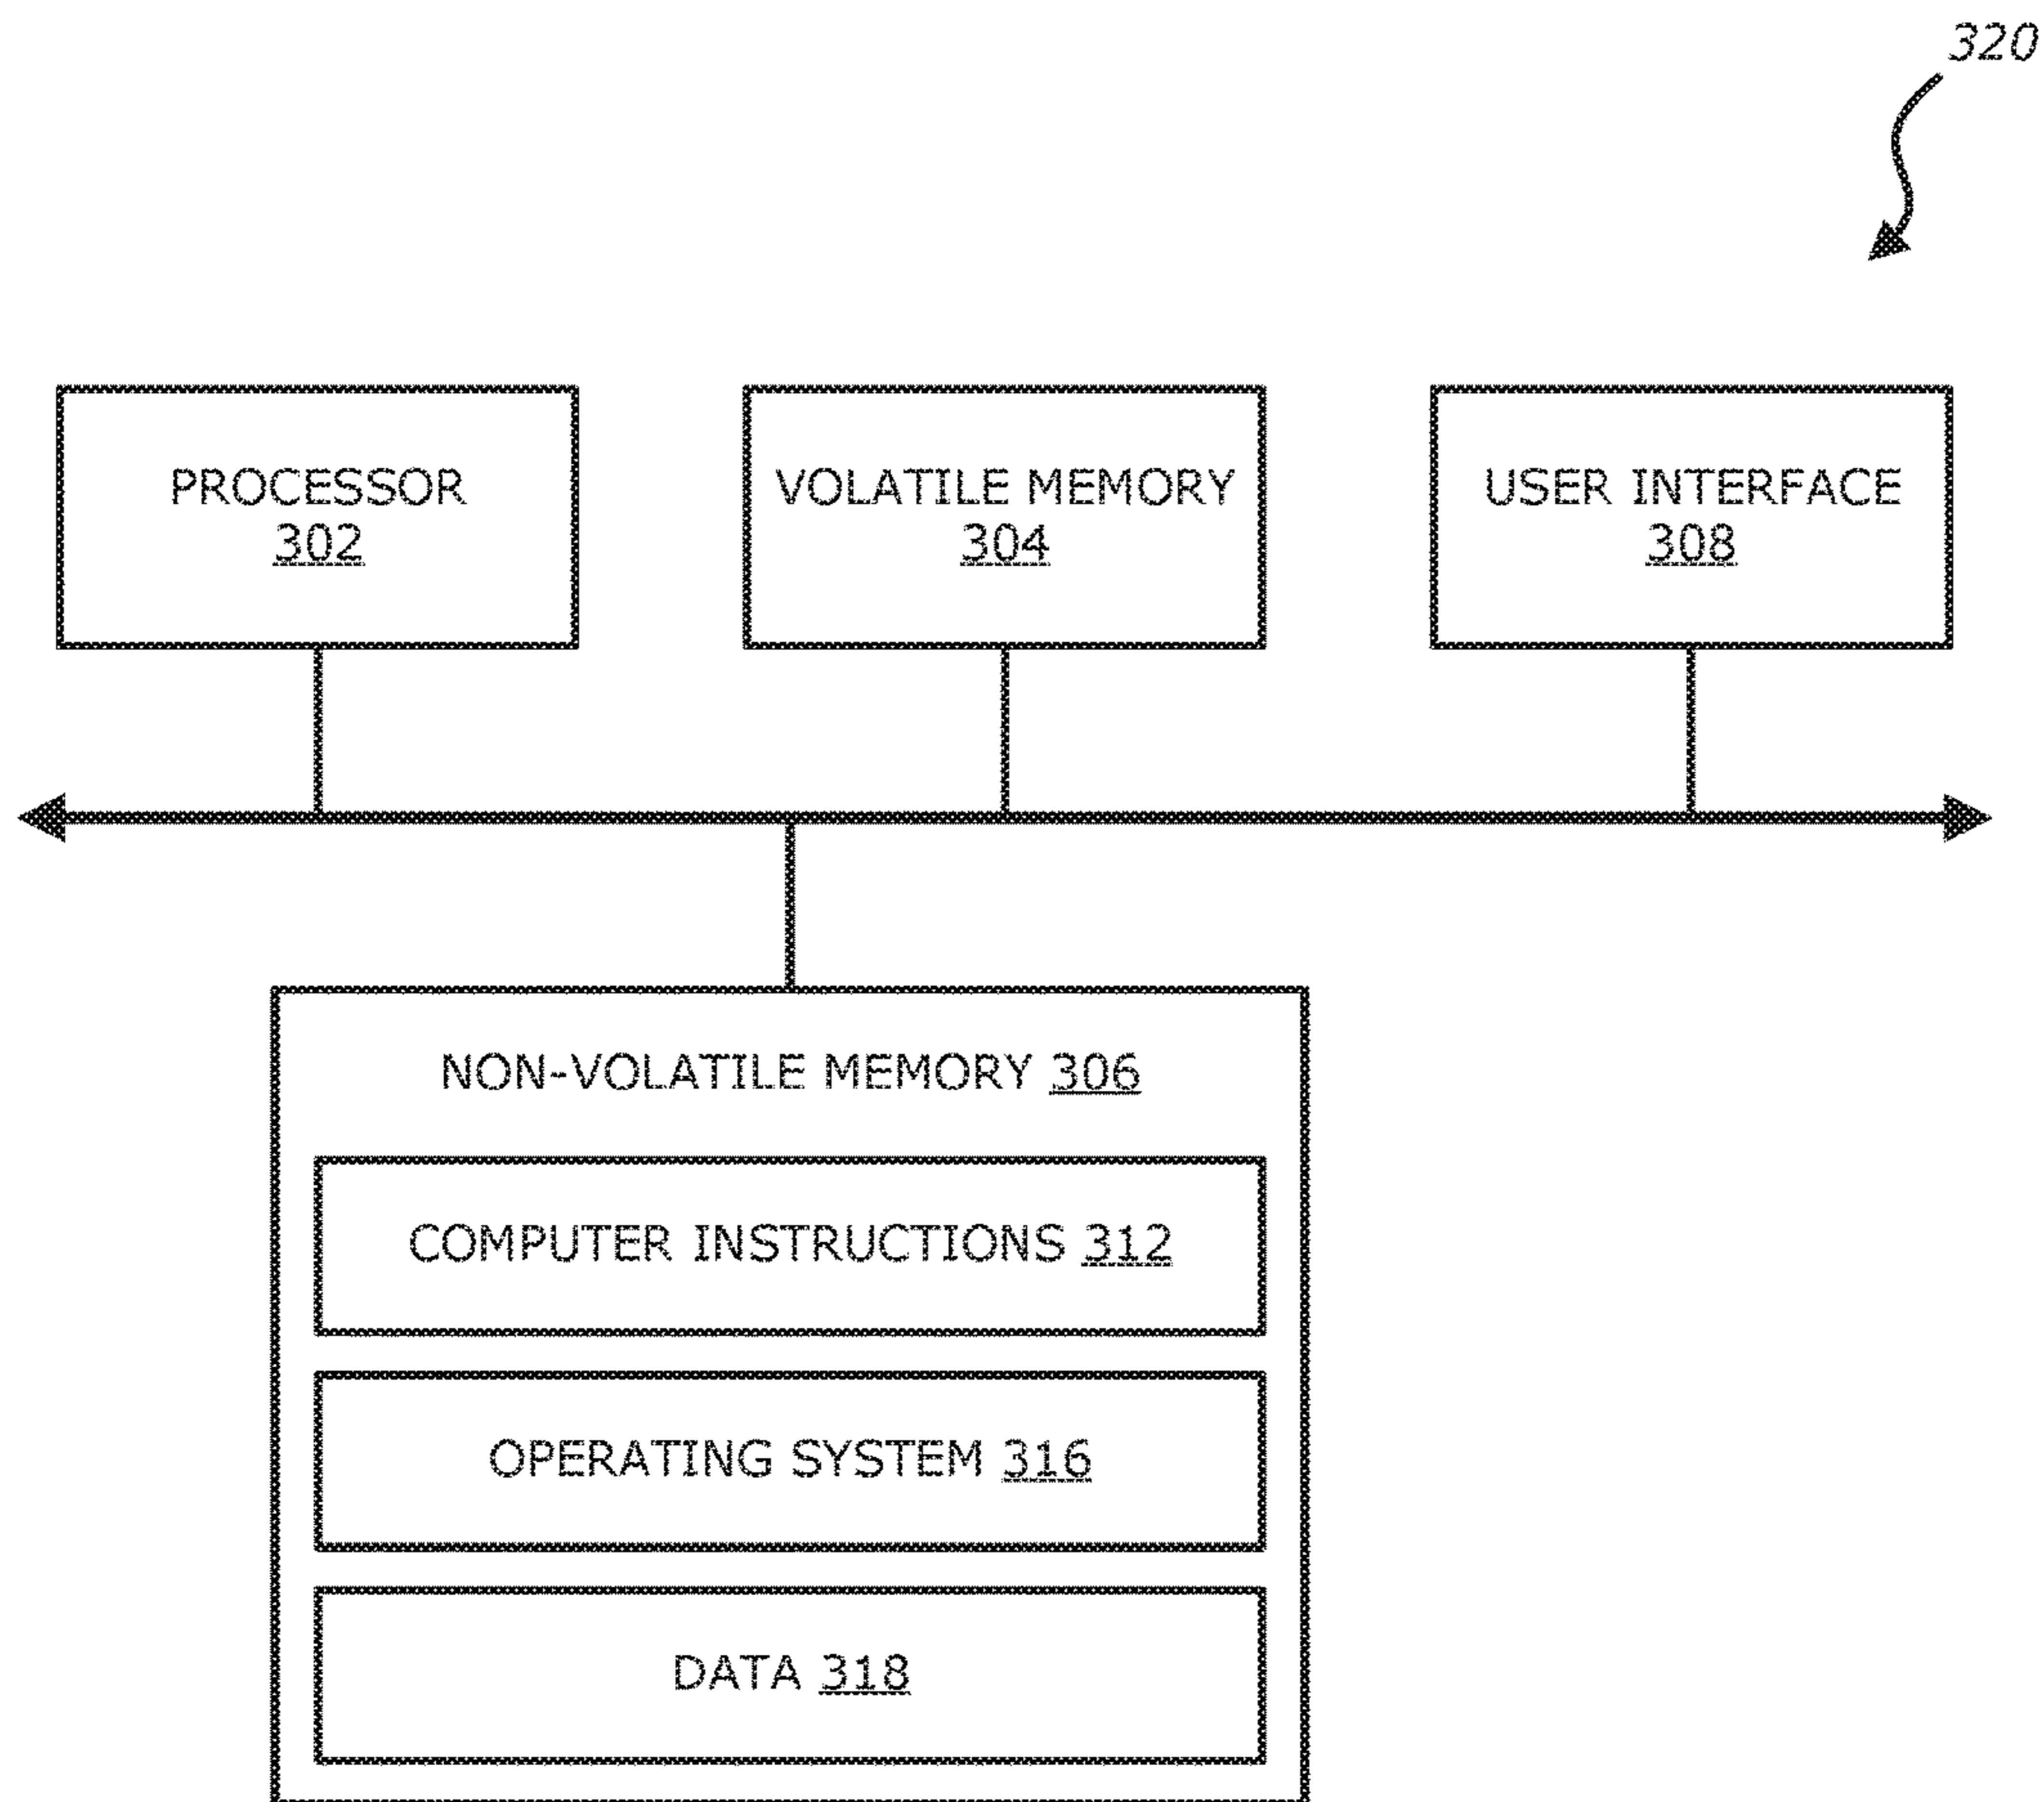 320
PROCESSOR
302
VOLATILE MEMORY
304
USER INTERFACE
308
NON-VOLATILE MEMORY 306
COMPUTER INSTRUCTIONS 312
OPERATING SYSTEM 316
DATA 318